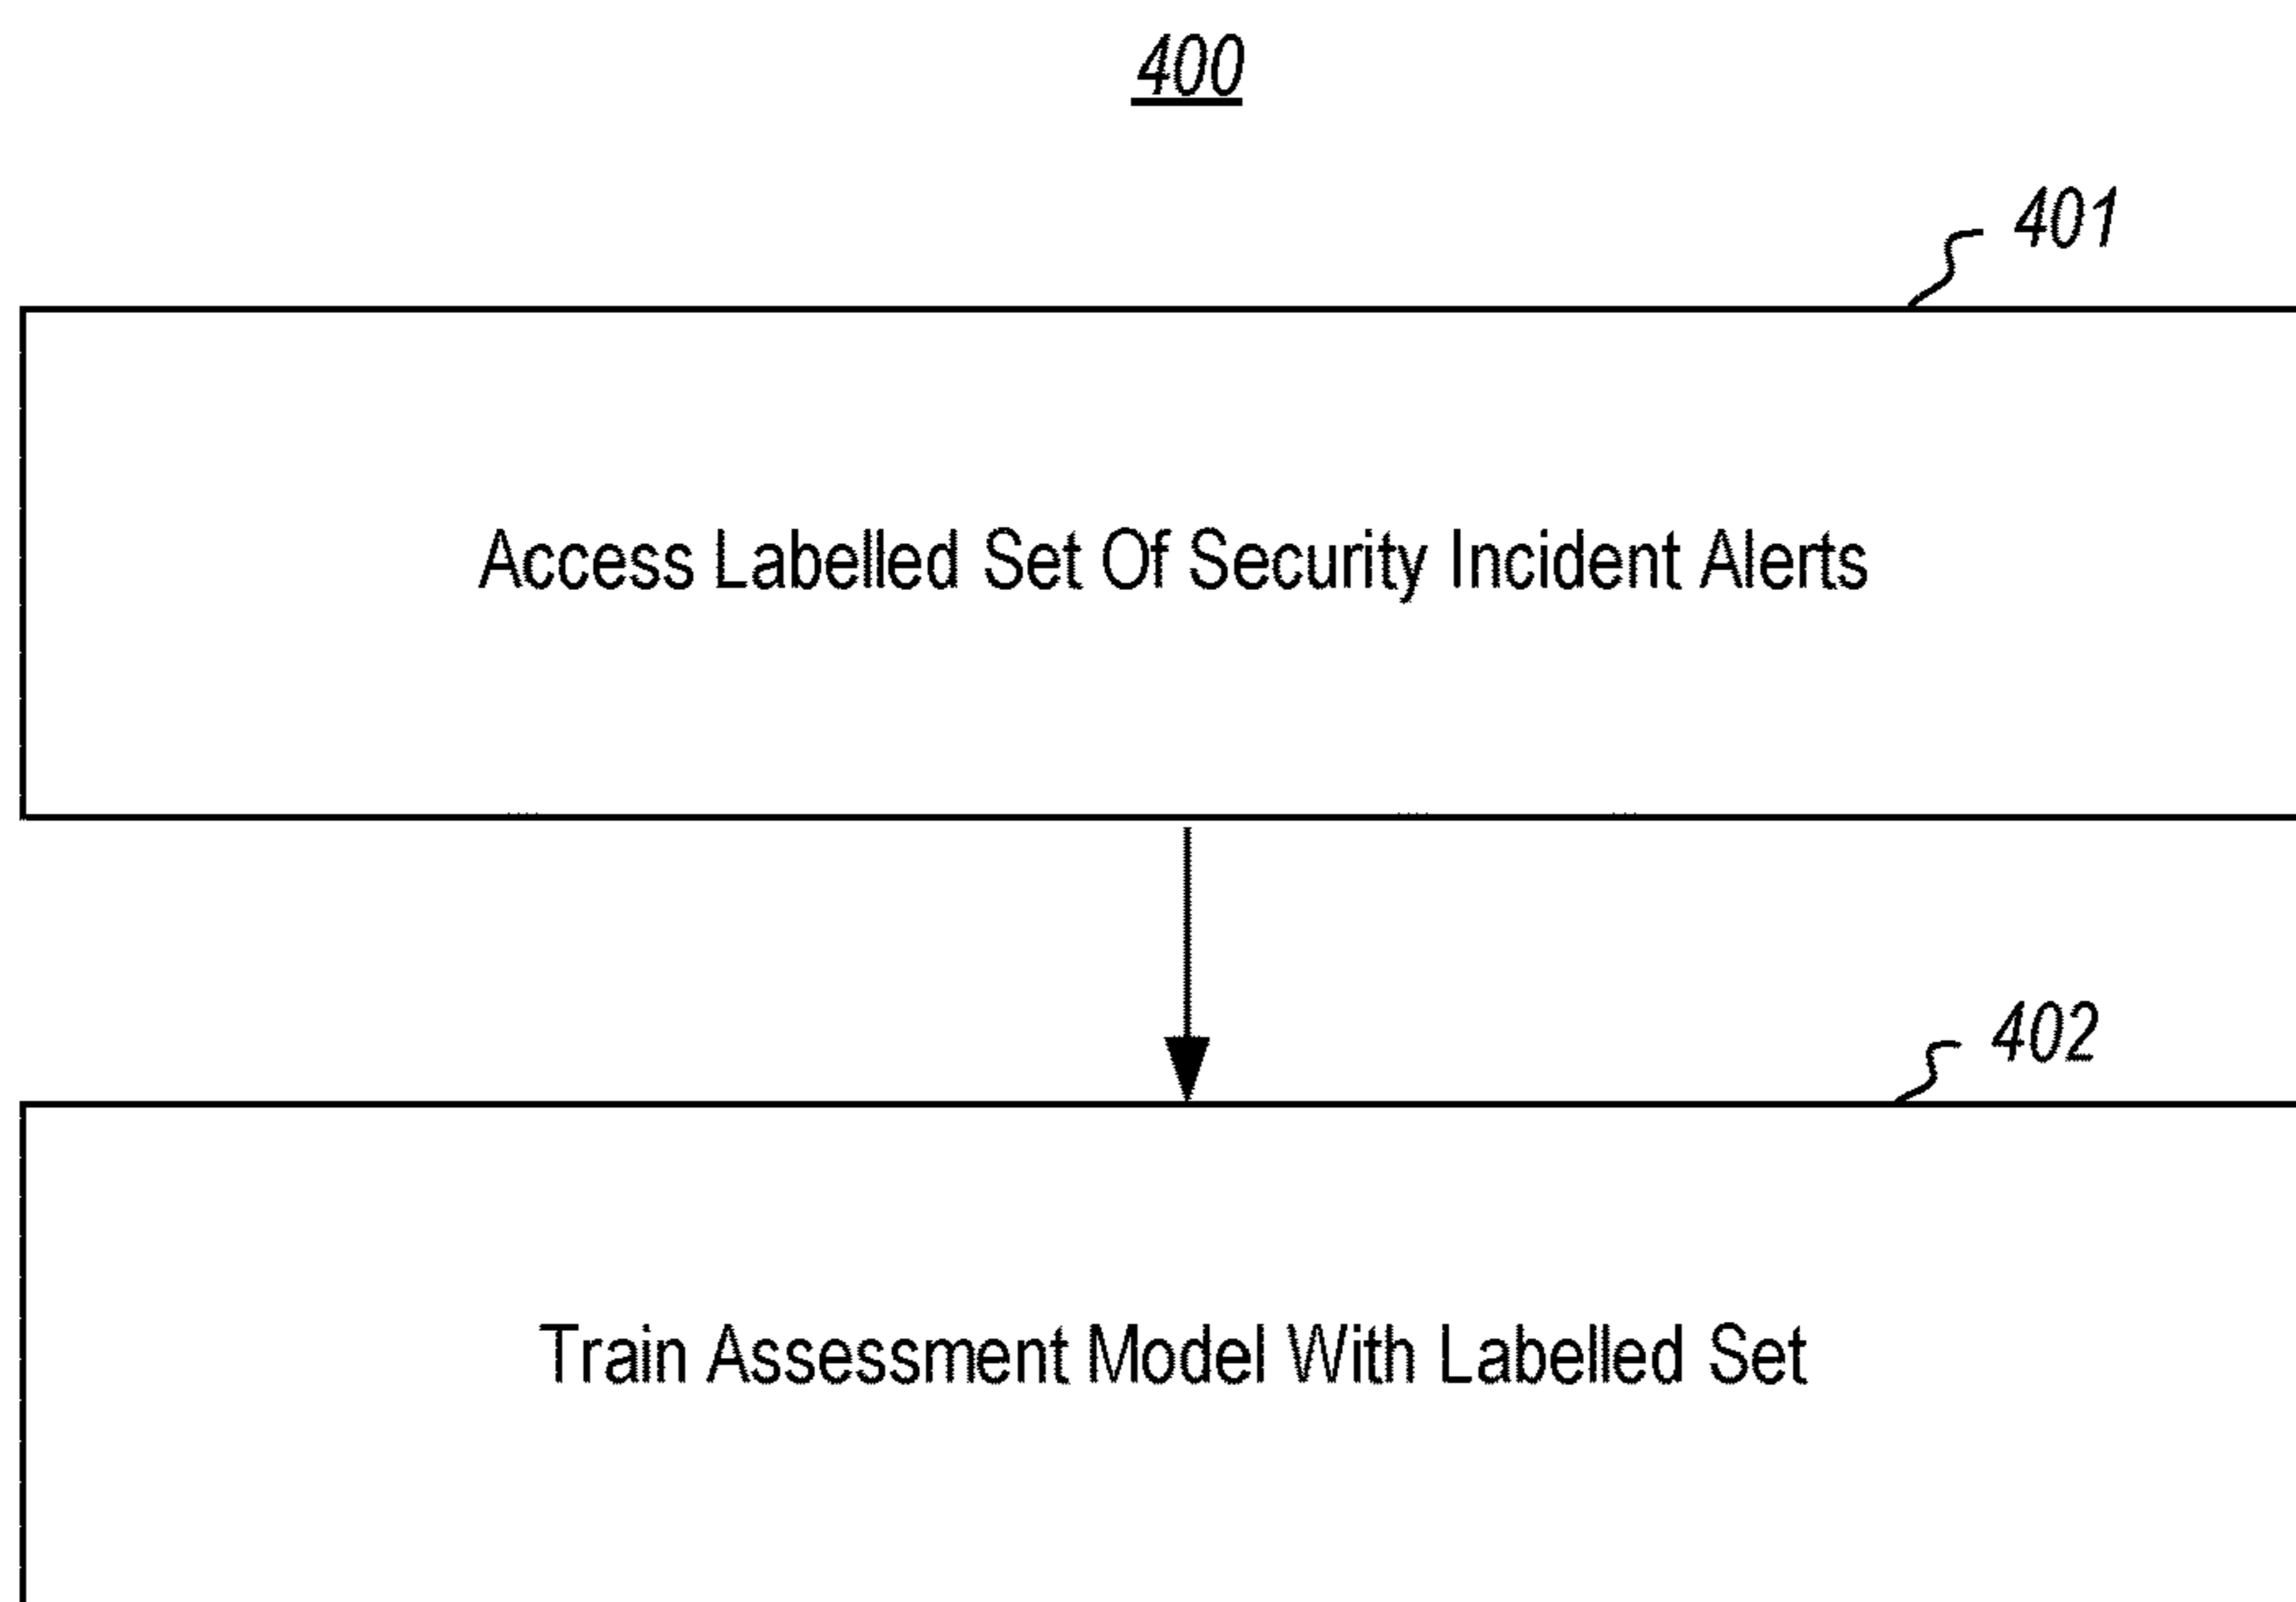 400
401
Access Labelled Set Of Security Incident Alerts
402
Train Assessment Model With Labelled Set